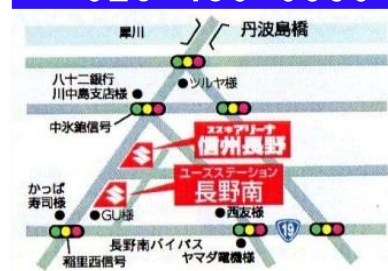 犀川
丹波島橋
八十二銀行
川中島支店様
ツルヤ様
中氷鉋信号
スズキアリーナ
信州長野
ユーズステーション
長野南
かっぱ
寿司様
GU様
西友様
19
長野南バイパス
ヤマダ電機様
稲里西信号